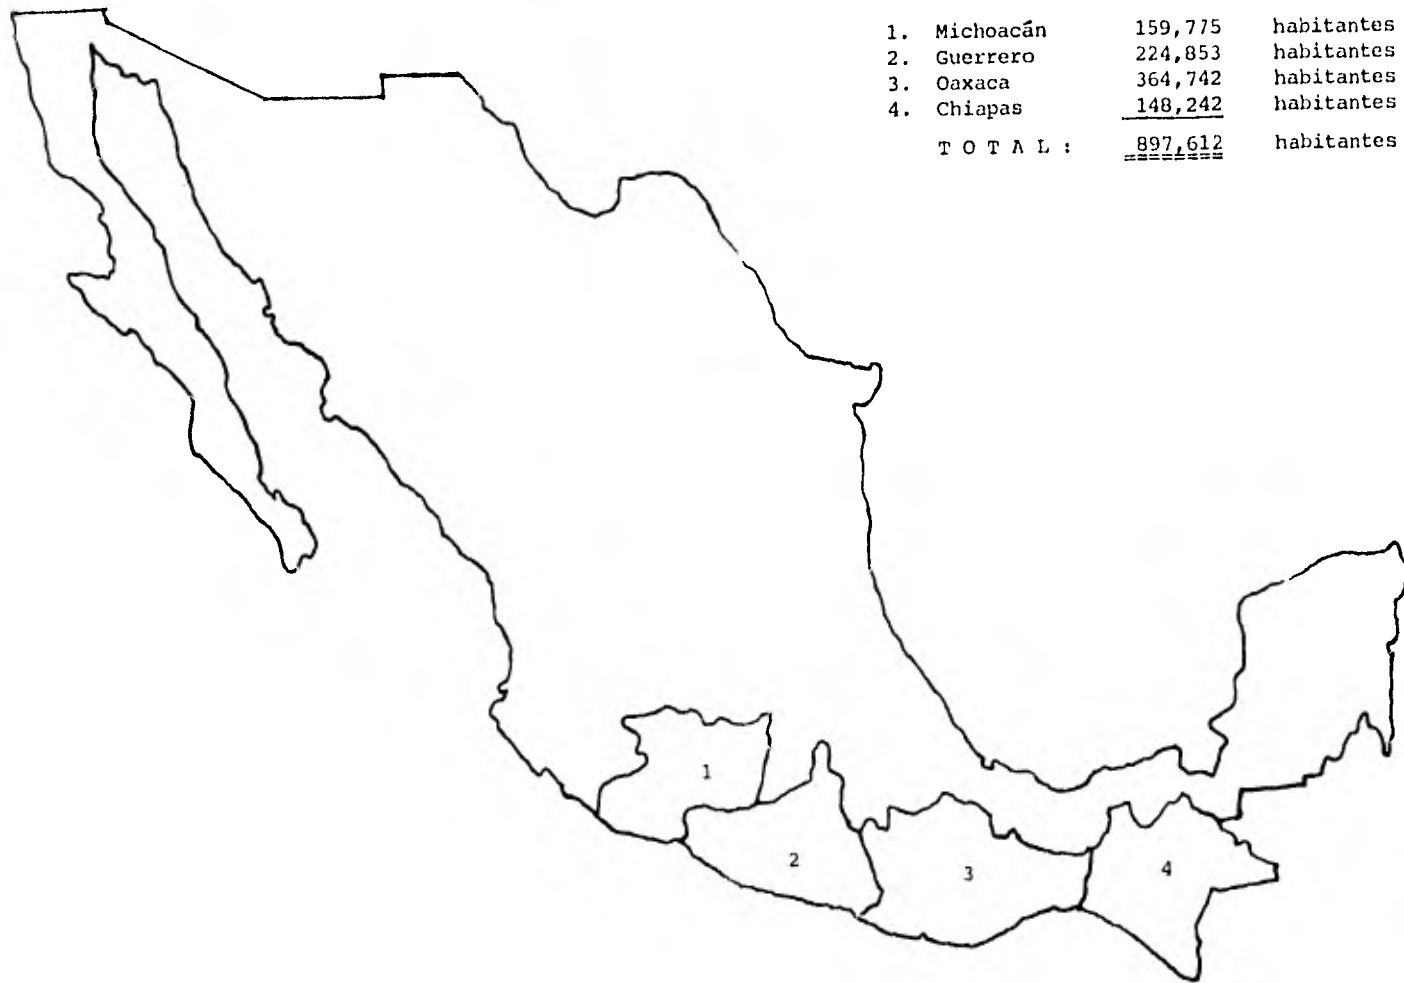 1. Michoacán 159,775 habitantes
2. Guerrero 224,853 habitantes
3. Oaxaca 364,742 habitantes
4. Chiapas 148,242 habitantes
T O T A L : 897,612 habitantes
1
2
3
4